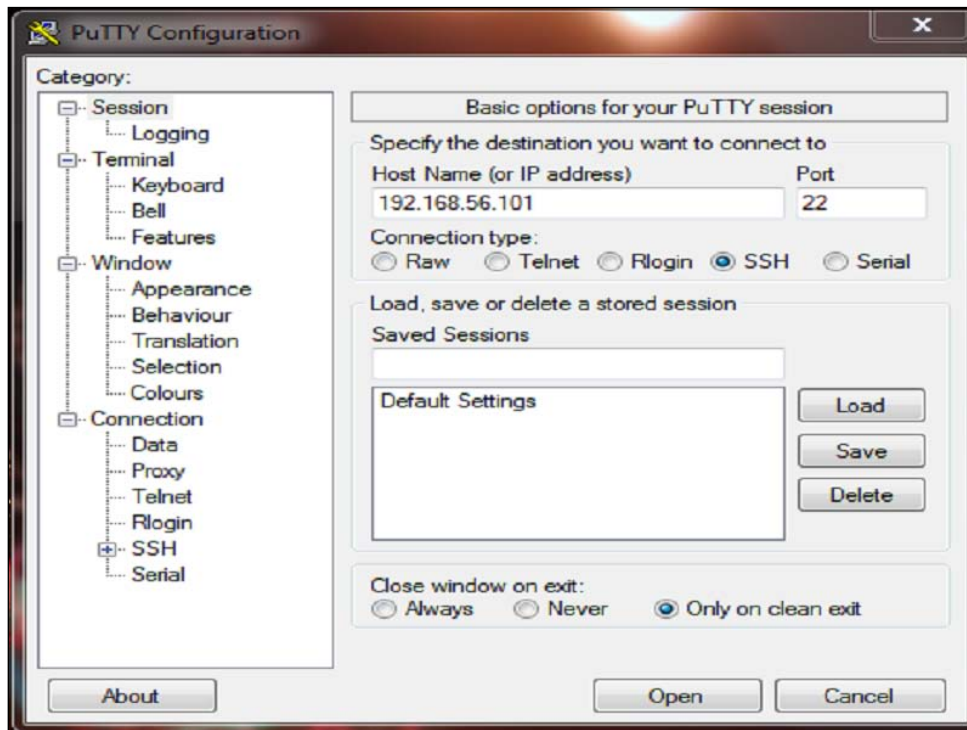 PuTTY Configuration
Category:
Session
Logging
Terminal
Keyboard
Bell
Features
Window
Appearance
Behaviour
Translation
Selection
Colours
Connection
Data
Proxy
Telnet
Rlogin
SSH
Serial
Basic options for your PuTTY session
Specify the destination you want to connect to
Host Name (or IP address) Port
192.168.56.101 22
Connection type:
Raw Telnet Rlogin SSH Serial
Load, save or delete a stored session
Saved Sessions
Default Settings
Load
Save
Delete
Close window on exit:
Always Never Only on clean exit
About Open Cancel